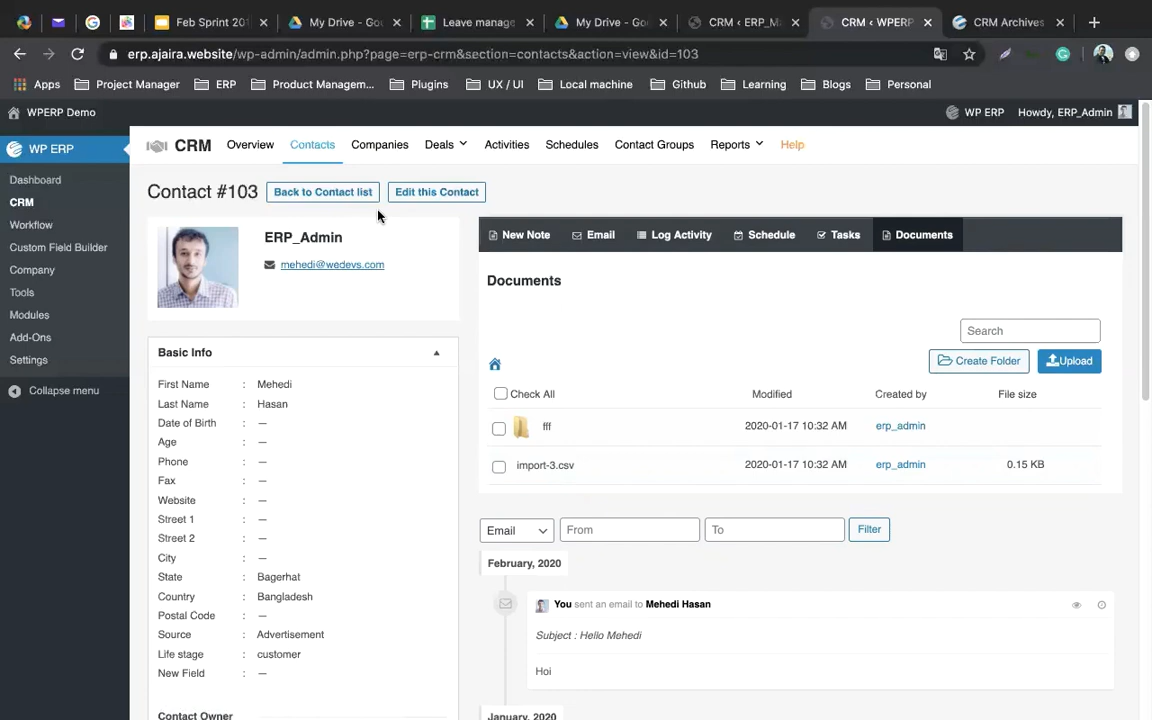 Feb Sprint 201
My Drive - Goo
Leave manage
My Drive - Goo
CRM ‹ ERP_Ma
CRM ‹ WPERP
CRM Archives
erp.ajaira.website/wp-admin/admin.php?page=erp-crm&section=contacts&action=view&id=103
Apps
Project Manager
ERP
Product Managem...
Plugins
UX / UI
Local machine
Github
Learning
Blogs
Personal
WPERP Demo
WP ERP
Howdy, ERP_Admin
WP ERP
Dashboard
CRM
Workflow
Custom Field Builder
Company
Tools
Modules
Add-Ons
Settings
Collapse menu
CRM Overview Contacts Companies Deals Activities Schedules Contact Groups Reports Help
Contact #103 Back to Contact list Edit this Contact
ERP_Admin
mehedi@wedevs.com
Basic Info
First Name : Mehedi
Last Name : Hasan
Date of Birth : —
Age : —
Phone : —
Fax : —
Website : —
Street 1 : —
Street 2 : —
City : —
State : Bagerhat
Country : Bangladesh
Postal Code : —
Source : Advertisement
Life stage : customer
New Field : —
Contact Owner
New Note Email Log Activity Schedule Tasks Documents
Documents
Search
Create Folder Upload
Check All Modified Created by File size
fff 2020-01-17 10:32 AM erp_admin
import-3.csv 2020-01-17 10:32 AM erp_admin 0.15 KB
Email From To Filter
February, 2020
You sent an email to Mehedi Hasan
Subject : Hello Mehedi
Hoi
January, 2020